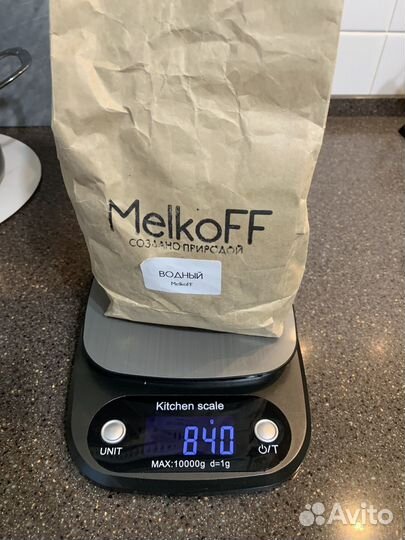 MelkoFF
СОЗДАНО ПРИРОДОЙ
ВОДНЫЙ
MelkoFF
Kitchen scale
g
840
UNIT
⏻/T
MAX:10000g d=1g
Avito